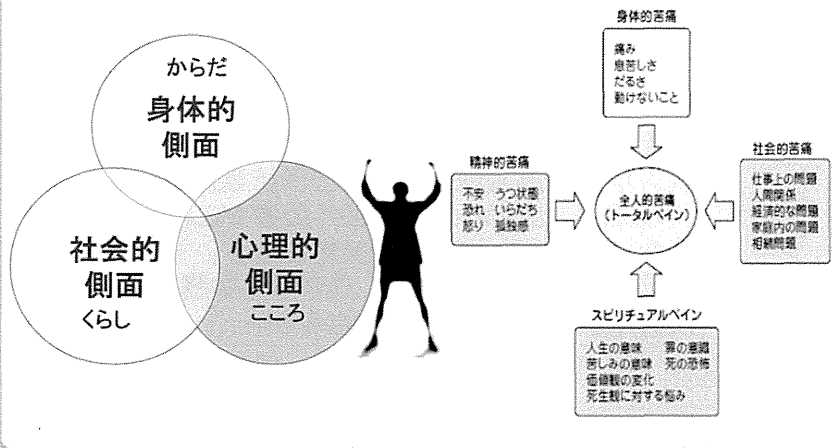 からだ
身体的
側面
社会的
側面
くらし
心理的
側面
こころ
身体的苦痛
痛み
息苦しさ
だるさ
動けないこと
精神的苦痛
不安 うつ状態
恐れ いらだち
怒り 孤独感
全人的苦痛
(トータルペイン)
社会的苦痛
仕事上の問題
人間関係
経済的な問題
家庭内の問題
相続問題
スピリチュアルペイン
人生の意味 罪の意識
苦しみの意味 死の恐怖
価値観の変化
死生観に対する悩み